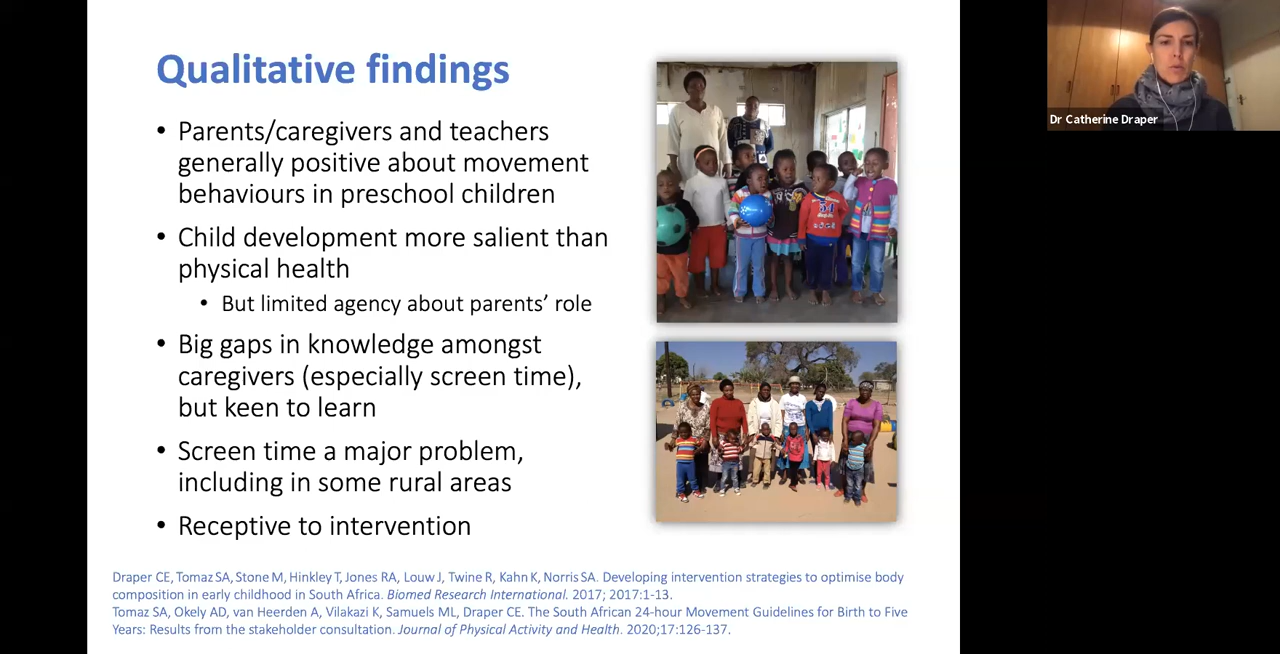 Qualitative findings
• Parents/caregivers and teachers
generally positive about movement
behaviours in preschool children
• Child development more salient than
physical health
• But limited agency about parents’ role
• Big gaps in knowledge amongst
caregivers (especially screen time),
but keen to learn
• Screen time a major problem,
including in some rural areas
• Receptive to intervention
Draper CE, Tomaz SA, Stone M, Hinkley T, Jones RA, Louw J, Twine R, Kahn K, Norris SA. Developing intervention strategies to optimise body
composition in early childhood in South Africa. Biomed Research International. 2017; 2017:1-13.
Tomaz SA, Okely AD, van Heerden A, Vilakazi K, Samuels ML, Draper CE. The South African 24-hour Movement Guidelines for Birth to Five
Years: Results from the stakeholder consultation. Journal of Physical Activity and Health. 2020;17:126-137.
Dr Catherine Draper